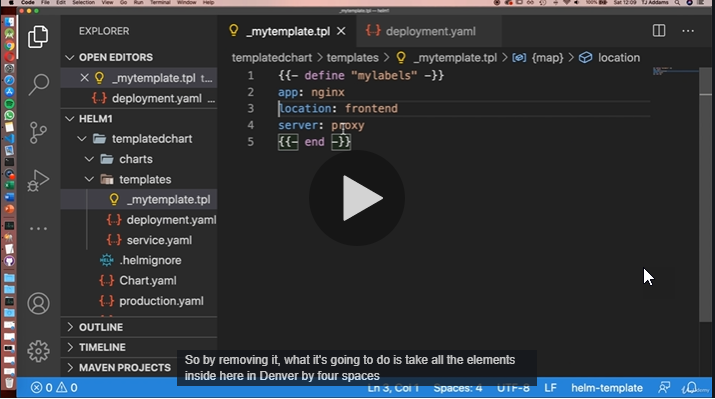 Code File Edit Selection View Go Run Terminal Window Help
Sat 12:09 TJ Addams
_mytemplate.tpl — helm1
EXPLORER
_mytemplate.tpl
deployment.yaml
OPEN EDITORS
_mytemplate.tpl t...
deployment.yaml ...
HELM1
templatedchart
charts
templates
_mytemplate.tpl
deployment.yaml
service.yaml
.helmignore
Chart.yaml
production.yaml
OUTLINE
TIMELINE
MAVEN PROJECTS
templatedchart > templates > _mytemplate.tpl > {map} > location
1 {{- define "mylabels" -}}
2 app: nginx
3 location: frontend
4 server: proxy
5 {{- end -}}
So by removing it, what it's going to do is take all the elements
inside here in Denver by four spaces
0 0 Ln 3, Col 1 Spaces: 4 UTF-8 LF helm-template